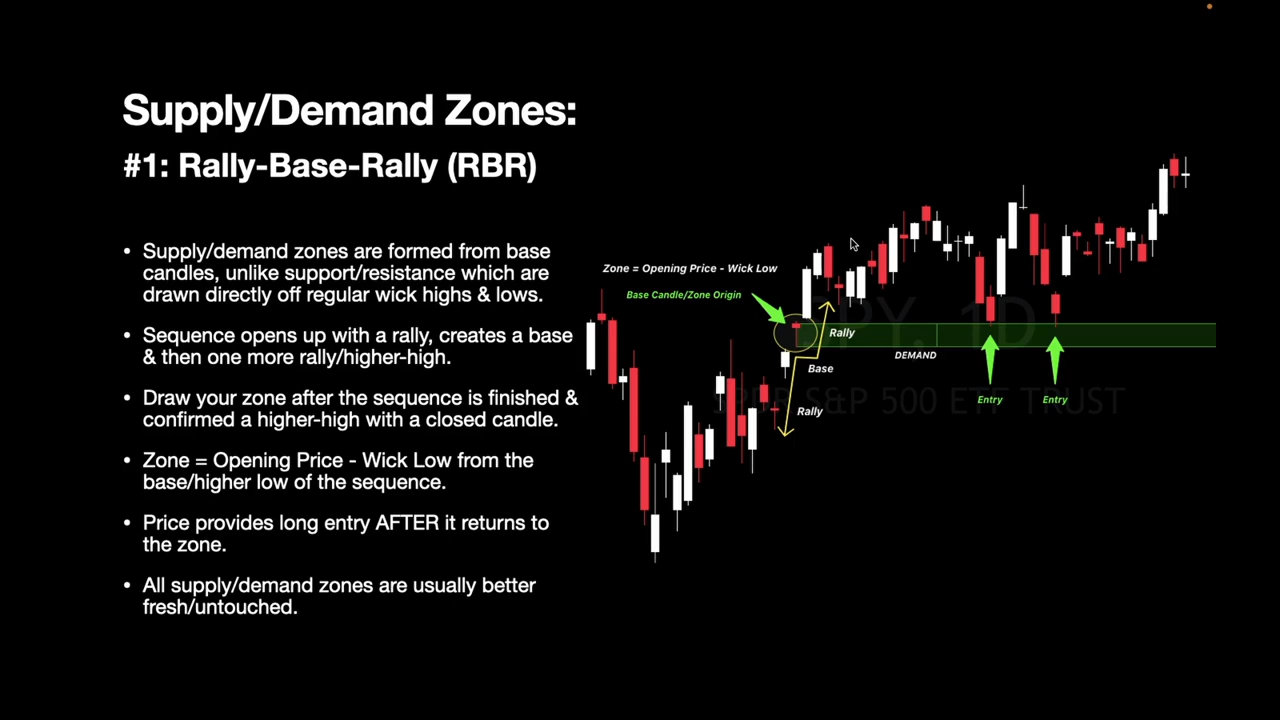 Supply/Demand Zones:
#1: Rally-Base-Rally (RBR)
• Supply/demand zones are formed from base
candles, unlike support/resistance which are
drawn directly off regular wick highs & lows.
• Sequence opens up with a rally, creates a base
& then one more rally/higher-high.
• Draw your zone after the sequence is finished &
confirmed a higher-high with a closed candle.
• Zone = Opening Price - Wick Low from the
base/higher low of the sequence.
• Price provides long entry AFTER it returns to
the zone.
• All supply/demand zones are usually better
fresh/untouched.
Zone = Opening Price - Wick Low
Base Candle/Zone Origin
Rally
Base
Rally
DEMAND
Entry
Entry
PY, 1D
S&P 500 ETF TRUST